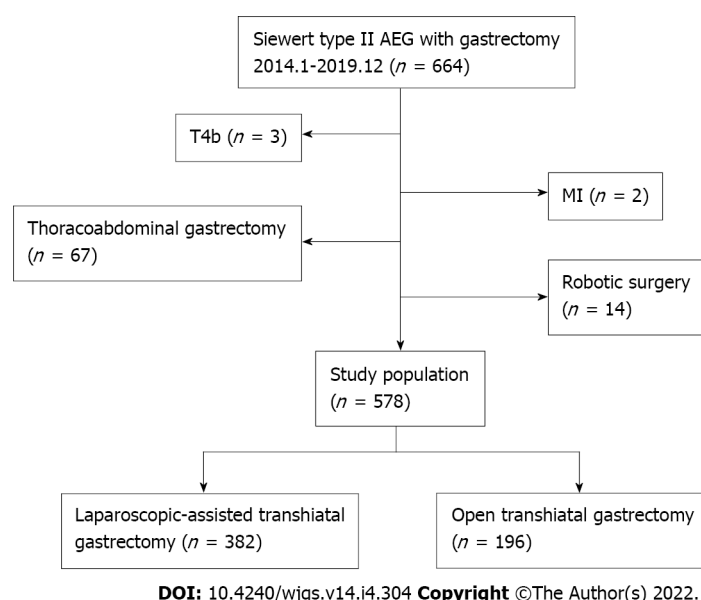 Siewert type II AEG with gastrectomy
2014.1-2019.12 (n = 664)
T4b (n = 3)
MI (n = 2)
Thoracoabdominal gastrectomy
(n = 67)
Robotic surgery
(n = 14)
Study population
(n = 578)
Laparoscopic-assisted transhiatal
gastrectomy (n = 382)
Open transhiatal gastrectomy
(n = 196)
DOI: 10.4240/wjgs.v14.i4.304 Copyright ©The Author(s) 2022.